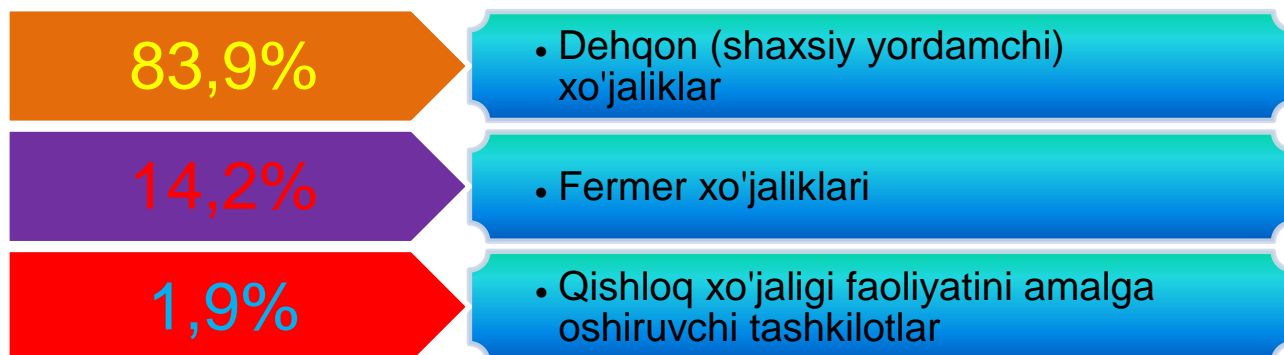 83,9%
• Dehqon (shaxsiy yordamchi)
xo'jaliklar
14,2%
• Fermer xo'jaliklari
1,9%
• Qishloq xo'jaligi faoliyatini amalga
oshiruvchi tashkilotlar